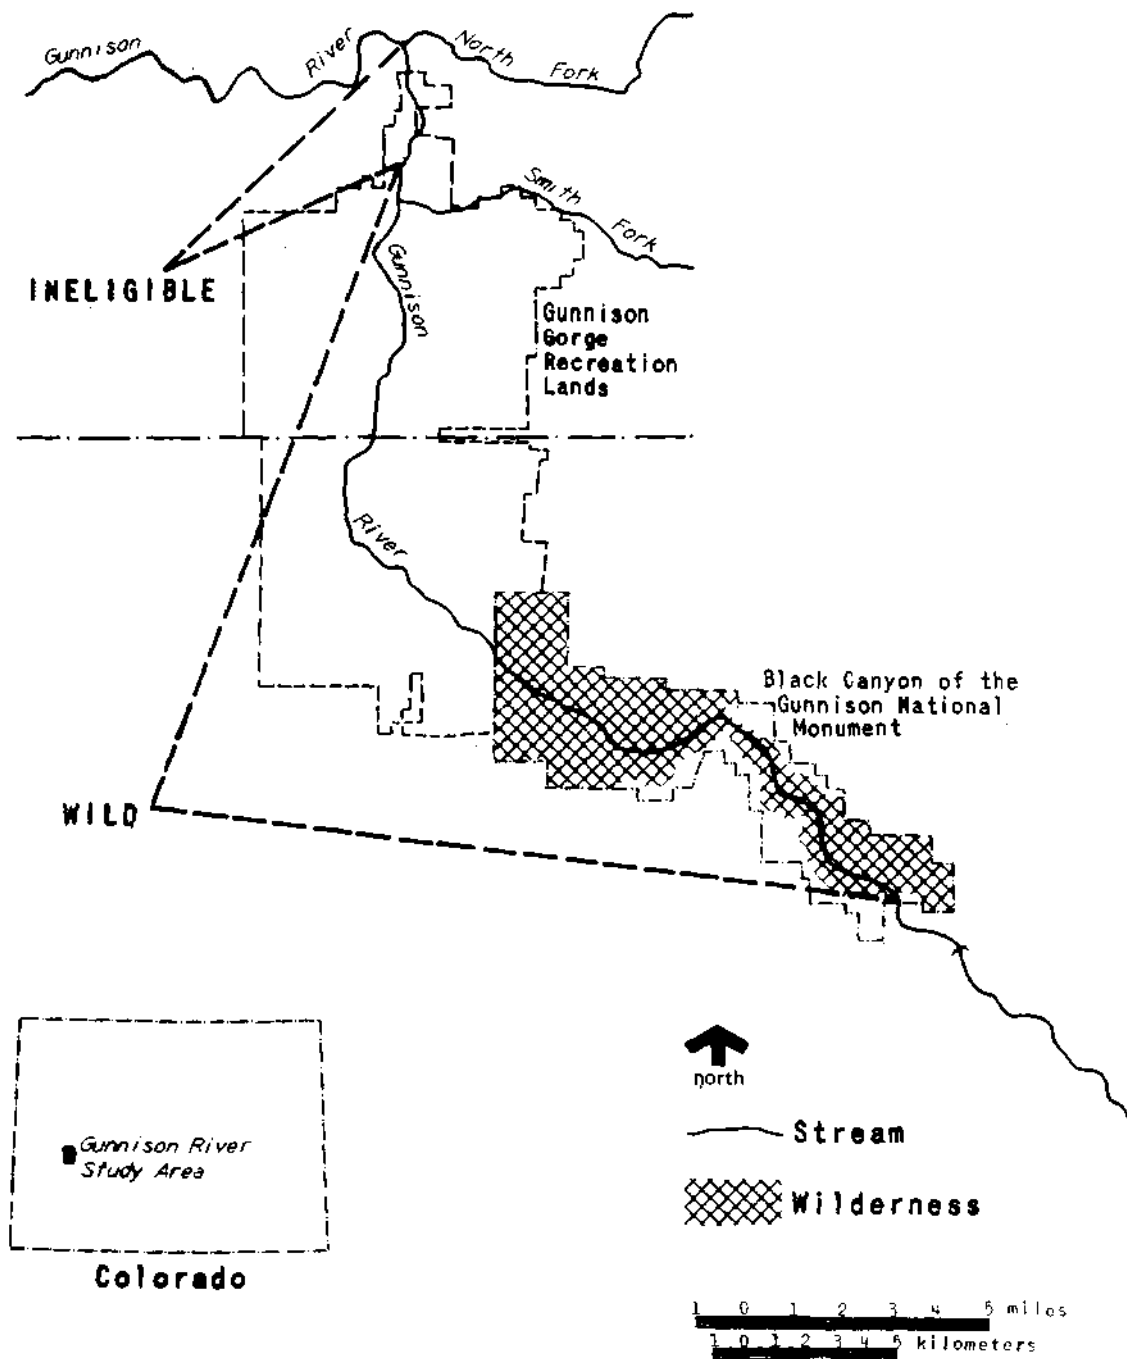 Gunnison
River
North
Fork
Smith
Fork
INELIGIBLE
Gunnison
Gunnison
Gorge
Recreation
Lands
River
Black Canyon of the
Gunnison National
Monument
WILD
north
Gunnison River
Study Area
Stream
Wilderness
Colorado
1 0 1 2 3 4 5 miles
1 0 1 2 3 4 5 kilometers